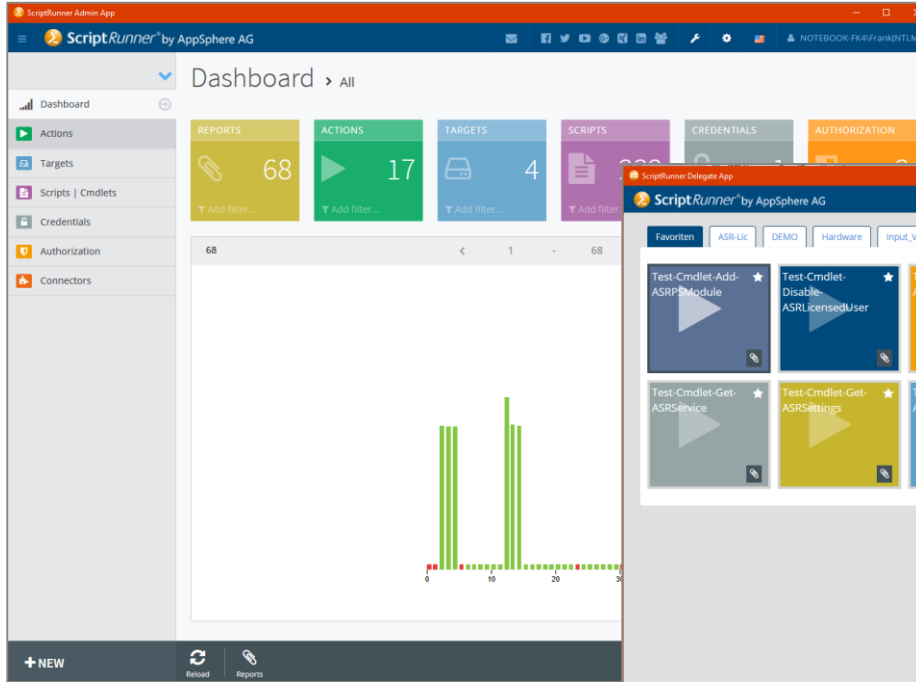 ScriptRunner Admin App
ScriptRunner® by AppSphere AG
NOTEBOOK-FK4\Frank(NTLM
Dashboard
Actions
Targets
Scripts | Cmdlets
Credentials
Authorization
Connectors
+NEW
Dashboard › All
REPORTS
68
Add filter...
ACTIONS
17
Add filter...
TARGETS
4
Add filter...
SCRIPTS
Add filter
CREDENTIALS
AUTHORIZATION
68
< 1 - 68
0 10 20
Reload
Reports
ScriptRunner Delegate App
ScriptRunner® by AppSphere AG
Favoriten
ASR-Lic
DEMO
Hardware
Input_V
Test-Cmdlet-Add-
ASRPSModule
Test-Cmdlet-
Disable-
ASRLicensedUser
Test-Cmdlet-Get-
ASRService
Test-Cmdlet-Get-
ASRSettings